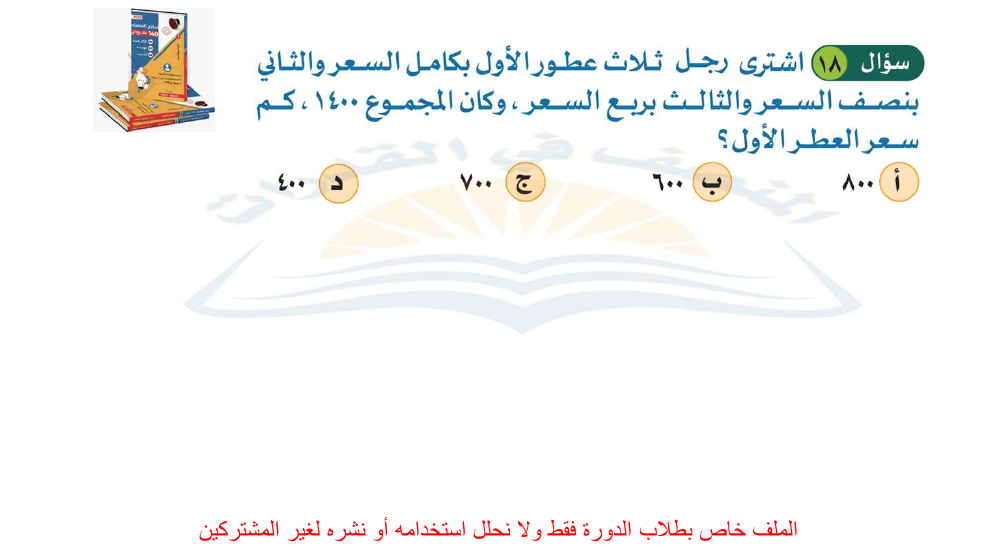 سؤال ١٨ اشترى رجل ثلاث عطور الأول بكامل السعر والثاني
بنصف السعر والثالث بربع السعر ، وكان المجموع ١٤٠٠ ، كم
سعر العطر الأول؟
أ ٨٠٠ ب ٦٠٠ ج ٧٠٠ د ٤٠٠
الملف خاص بطلاب الدورة فقط ولا نحلل استخدامه أو نشره لغير المشتركين